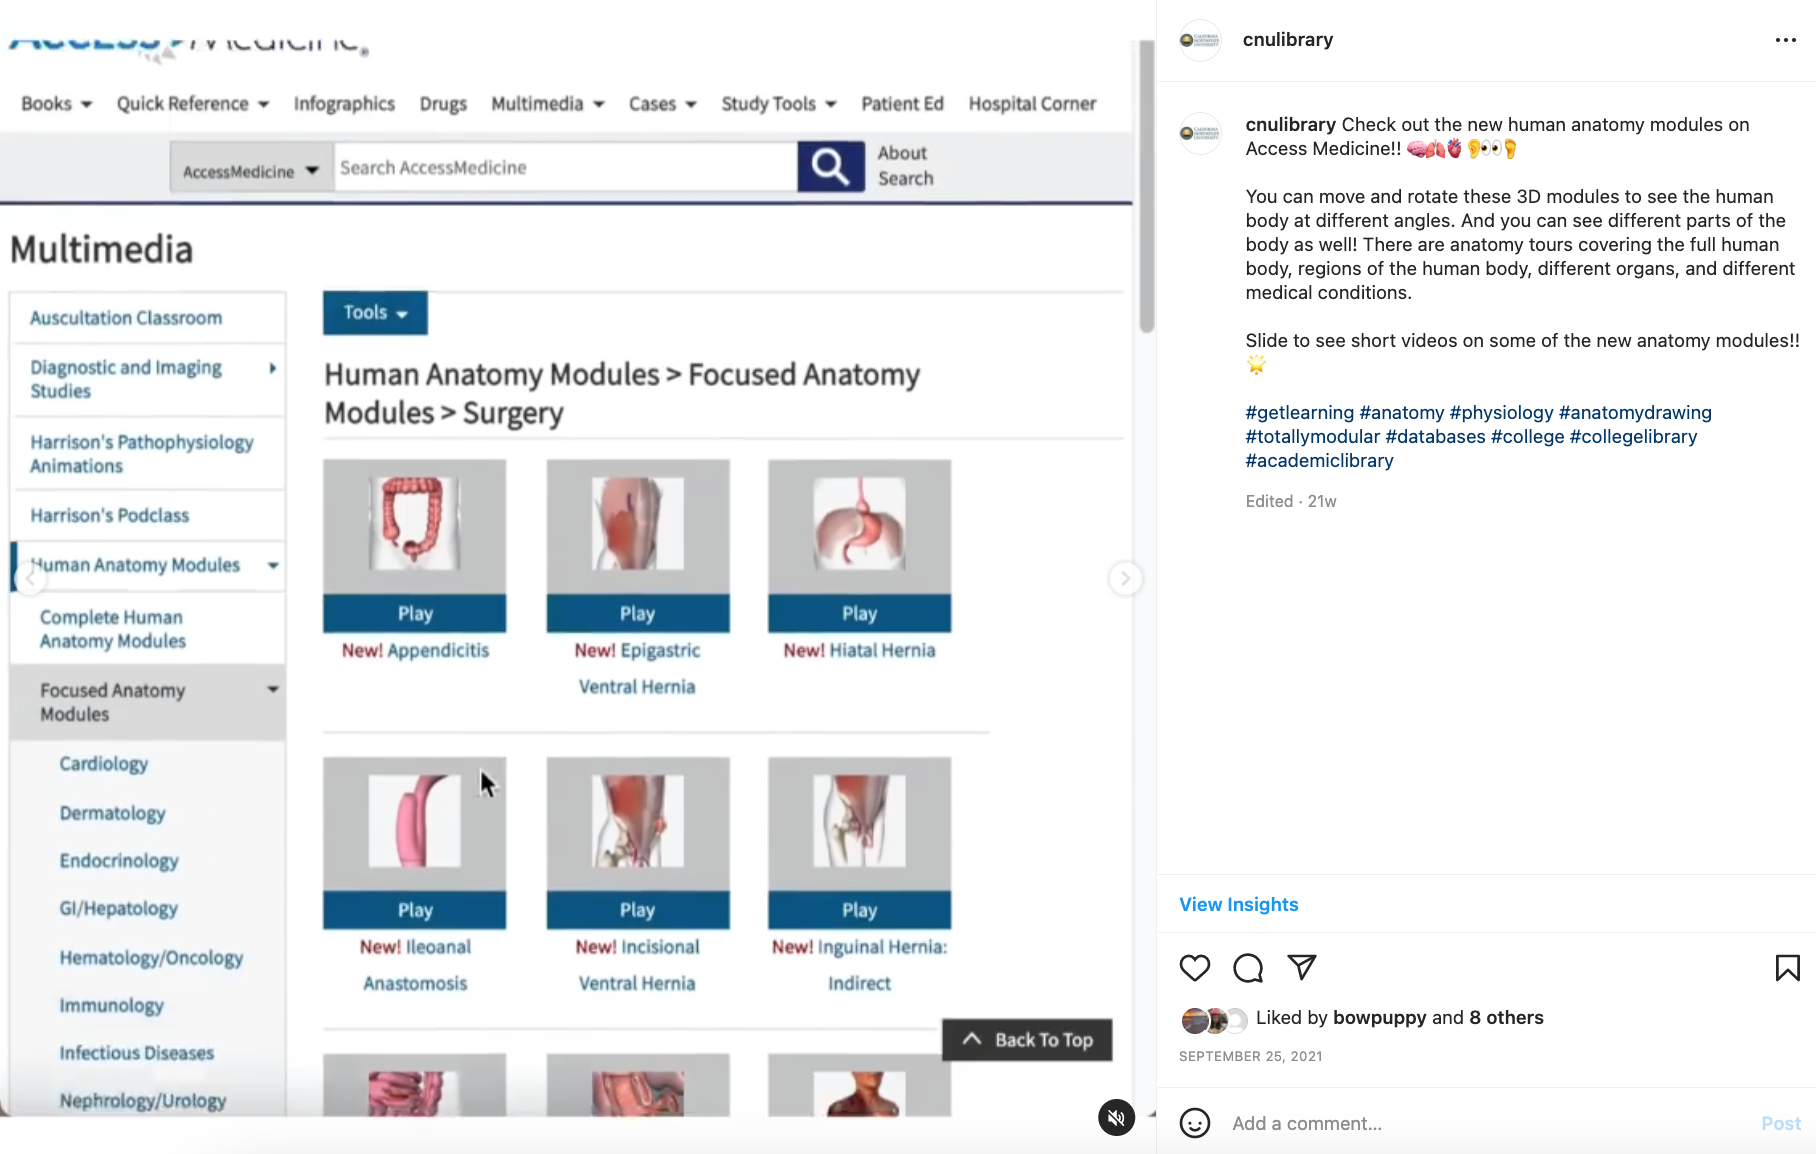 Access Medicine®
Books
Quick Reference
Infographics
Drugs
Multimedia
Cases
Study Tools
Patient Ed
Hospital Corner
AccessMedicine
Search AccessMedicine
About
Search
Multimedia
Auscultation Classroom
Diagnostic and Imaging
Studies
Harrison's Pathophysiology
Animations
Harrison's Podclass
Human Anatomy Modules
Complete Human
Anatomy Modules
Focused Anatomy
Modules
Cardiology
Dermatology
Endocrinology
GI/Hepatology
Hematology/Oncology
Immunology
Infectious Diseases
Nephrology/Urology
Tools
Human Anatomy Modules > Focused Anatomy
Modules > Surgery
Play
New! Appendicitis
Play
New! Epigastric
Ventral Hernia
Play
New! Hiatal Hernia
Play
New! Ileoanal
Anastomosis
Play
New! Incisional
Ventral Hernia
Play
New! Inguinal Hernia:
Indirect
Back To Top
cnulibrary
cnulibrary Check out the new human anatomy modules on
Access Medicine!! 🧠🫁🫀👂👀🦶
You can move and rotate these 3D modules to see the human
body at different angles. And you can see different parts of the
body as well! There are anatomy tours covering the full human
body, regions of the human body, different organs, and different
medical conditions.
Slide to see short videos on some of the new anatomy modules!!
🌟
#getlearning #anatomy #physiology #anatomydrawing
#totallymodular #databases #college #collegelibrary
#academiclibrary
Edited · 21w
View Insights
Liked by bowpuppy and 8 others
SEPTEMBER 25, 2021
Add a comment...
Post